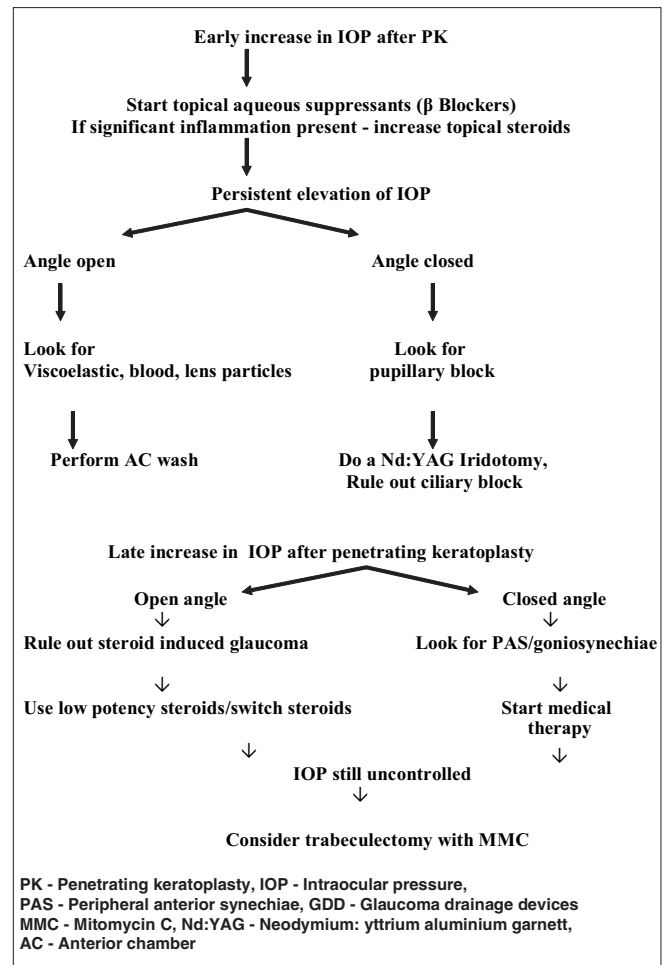 Early increase in IOP after PK
Start topical aqueous suppressants (β Blockers)
If significant inflammation present - increase topical steroids
Persistent elevation of IOP
Angle open
Angle closed
Look for
Viscoelastic, blood, lens particles
Look for
pupillary block
Perform AC wash
Do a Nd:YAG Iridotomy,
Rule out ciliary block
Late increase in IOP after penetrating keratoplasty
Open angle
Closed angle
Rule out steroid induced glaucoma
Look for PAS/goniosynechiae
Use low potency steroids/switch steroids
Start medical
therapy
IOP still uncontrolled
Consider trabeculectomy with MMC
PK - Penetrating keratoplasty, IOP - Intraocular pressure,
PAS - Peripheral anterior synechiae, GDD - Glaucoma drainage devices
MMC - Mitomycin C, Nd:YAG - Neodymium: yttrium aluminium garnett,
AC - Anterior chamber